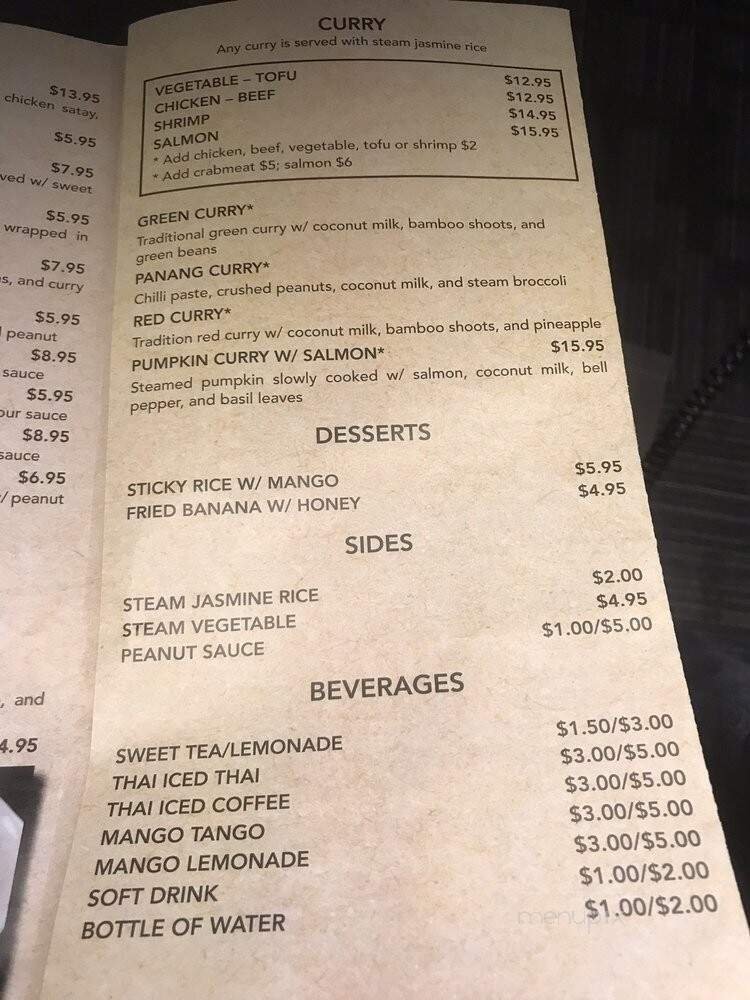 $13.95
chicken satay,
$5.95
$7.95
ved w/ sweet
$5.95
wrapped in
$7.95
s, and curry
$5.95
peanut
$8.95
sauce
$5.95
our sauce
$8.95
sauce
$6.95
/ peanut
, and
4.95
CURRY
Any curry is served with steam jasmine rice
VEGETABLE – TOFU $12.95
CHICKEN – BEEF $12.95
SHRIMP $14.95
SALMON $15.95
* Add chicken, beef, vegetable, tofu or shrimp $2
* Add crabmeat $5; salmon $6
GREEN CURRY*
Traditional green curry w/ coconut milk, bamboo shoots, and
green beans
PANANG CURRY*
Chilli paste, crushed peanuts, coconut milk, and steam broccoli
RED CURRY*
Tradition red curry w/ coconut milk, bamboo shoots, and pineapple
PUMPKIN CURRY W/ SALMON* $15.95
Steamed pumpkin slowly cooked w/ salmon, coconut milk, bell
pepper, and basil leaves
DESSERTS
STICKY RICE W/ MANGO $5.95
FRIED BANANA W/ HONEY $4.95
SIDES
STEAM JASMINE RICE $2.00
STEAM VEGETABLE $4.95
PEANUT SAUCE $1.00/$5.00
BEVERAGES
SWEET TEA/LEMONADE $1.50/$3.00
THAI ICED THAI $3.00/$5.00
THAI ICED COFFEE $3.00/$5.00
MANGO TANGO $3.00/$5.00
MANGO LEMONADE $3.00/$5.00
SOFT DRINK $1.00/$2.00
BOTTLE OF WATER $1.00/$2.00